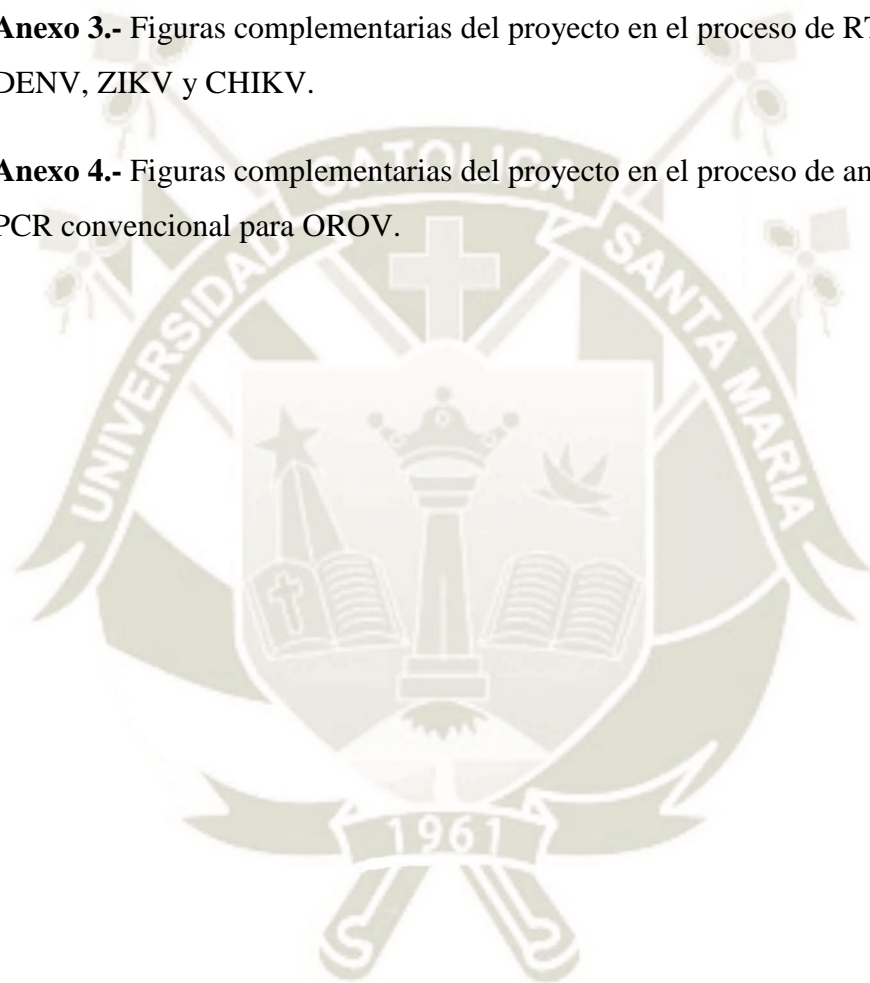 Anexo 3.- Figuras complementarias del proyecto en el proceso de RT
DENV, ZIKV y CHIKV.
Anexo 4.- Figuras complementarias del proyecto en el proceso de
PCR convencional para OROV.
UNIVERSIDAD CATOLICA SANTA MARIA
1961